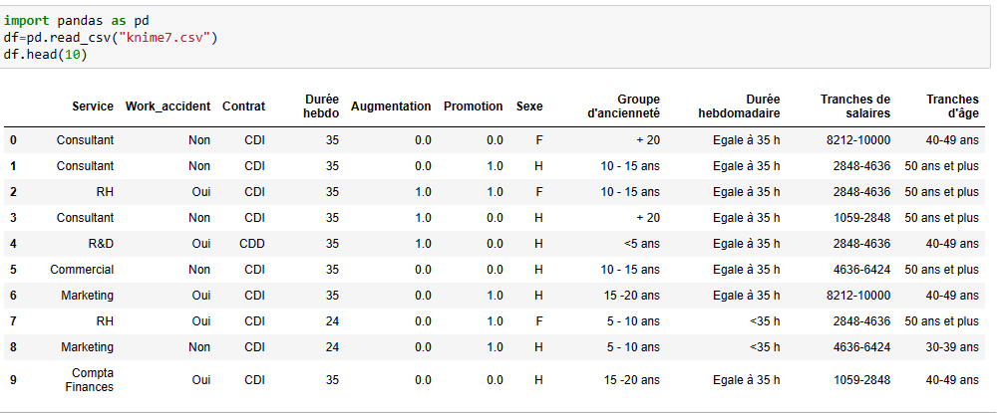 import pandas as pd
df=pd.read_csv("knime7.csv")
df.head(10)
Service Work_accident Contrat Durée hebdo Augmentation Promotion Sexe Groupe d'ancienneté Durée hebdomadaire Tranches de salaires Tranches d'âge
0 Consultant Non CDI 35 0.0 0.0 F + 20 Egale à 35 h 8212-10000 40-49 ans
1 Consultant Non CDI 35 0.0 1.0 H 10 - 15 ans Egale à 35 h 2848-4636 50 ans et plus
2 RH Oui CDI 35 1.0 1.0 F 10 - 15 ans Egale à 35 h 2848-4636 50 ans et plus
3 Consultant Non CDI 35 1.0 0.0 H + 20 Egale à 35 h 1059-2848 50 ans et plus
4 R&D Oui CDD 35 1.0 0.0 H <5 ans Egale à 35 h 2848-4636 40-49 ans
5 Commercial Non CDI 35 0.0 0.0 H 10 - 15 ans Egale à 35 h 4636-6424 50 ans et plus
6 Marketing Oui CDI 35 0.0 1.0 H 15 -20 ans Egale à 35 h 8212-10000 40-49 ans
7 RH Oui CDI 24 0.0 1.0 F 5 - 10 ans <35 h 2848-4636 50 ans et plus
8 Marketing Non CDI 24 0.0 1.0 H 5 - 10 ans <35 h 4636-6424 30-39 ans
9 Compta Finances Oui CDI 35 0.0 0.0 H 15 -20 ans Egale à 35 h 1059-2848 40-49 ans